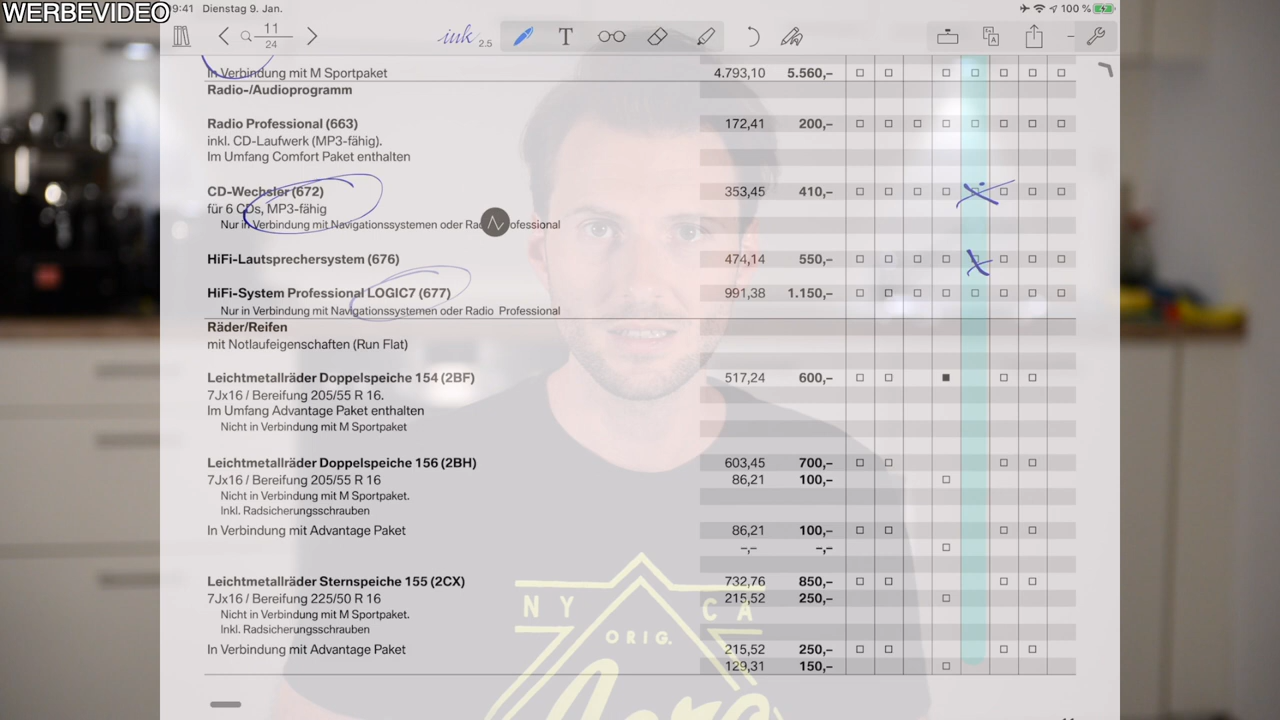 WERBEVIDEO
09:41 Dienstag 9. Jan.
100 %
11
24
ink 2.5
T
In Verbindung mit M Sportpaket 4.793,10 5.560,–
Radio-/Audioprogramm
Radio Professional (663) 172,41 200,–
inkl. CD-Laufwerk (MP3-fähig).
Im Umfang Comfort Paket enthalten
CD-Wechsler (672) 353,45 410,–
für 6 CDs, MP3-fähig
Nur in Verbindung mit Navigationssystemen oder Radio Professional
HiFi-Lautsprechersystem (676) 474,14 550,–
HiFi-System Professional LOGIC7 (677) 991,38 1.150,–
Nur in Verbindung mit Navigationssystemen oder Radio Professional
Räder/Reifen
mit Notlaufeigenschaften (Run Flat)
Leichtmetallräder Doppelspeiche 154 (2BF) 517,24 600,–
7Jx16 / Bereifung 205/55 R 16.
Im Umfang Advantage Paket enthalten
Nicht in Verbindung mit M Sportpaket
Leichtmetallräder Doppelspeiche 156 (2BH) 603,45 700,–
7Jx16 / Bereifung 205/55 R 16 86,21 100,–
Nicht in Verbindung mit M Sportpaket.
Inkl. Radsicherungsschrauben
In Verbindung mit Advantage Paket 86,21 100,–
–,– –,–
Leichtmetallräder Sternspeiche 155 (2CX) 732,76 850,–
7Jx16 / Bereifung 225/50 R 16 215,52 250,–
Nicht in Verbindung mit M Sportpaket.
Inkl. Radsicherungsschrauben
In Verbindung mit Advantage Paket 215,52 250,–
129,31 150,–
NY CA
ORIG.